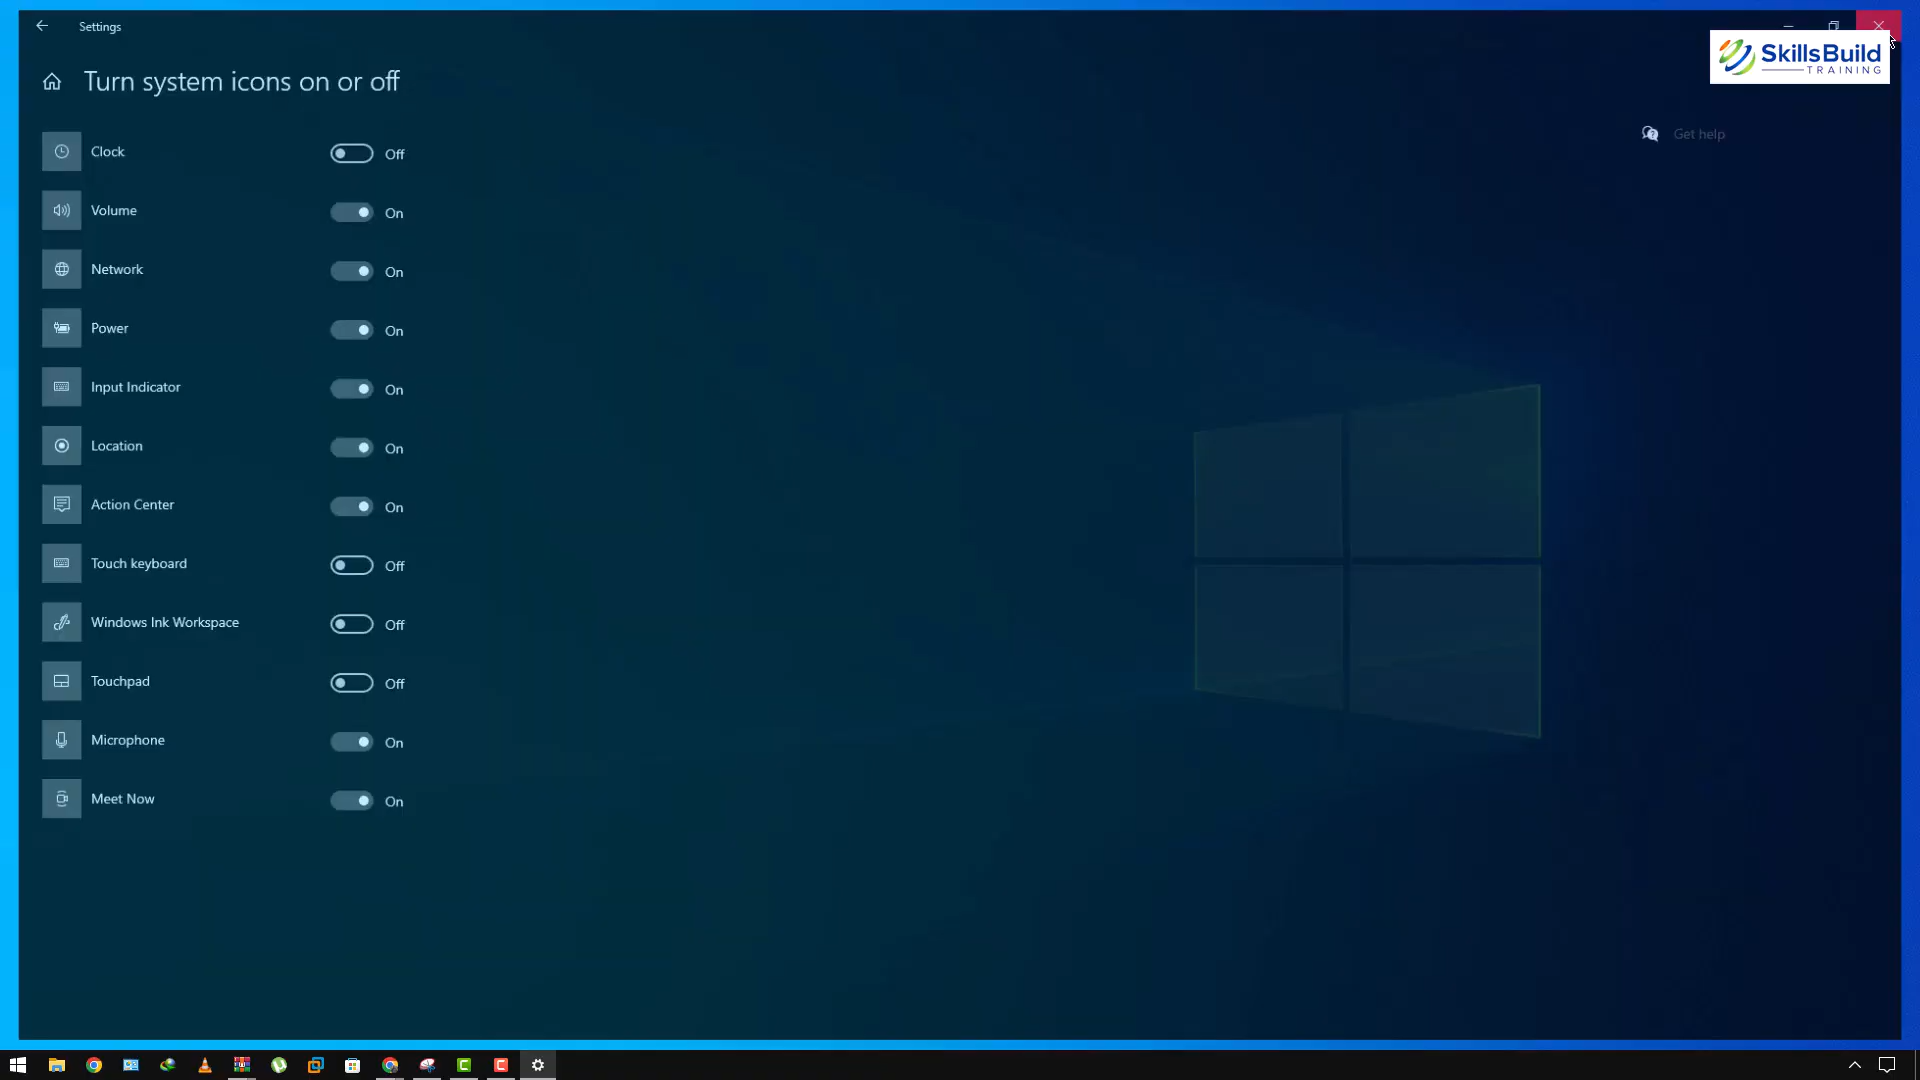 Settings
SkillsBuild
TRAINING
Turn system icons on or off
Get help
Clock Off
Volume On
Network On
Power On
Input Indicator On
Location On
Action Center On
Touch keyboard Off
Windows Ink Workspace Off
Touchpad Off
Microphone On
Meet Now On